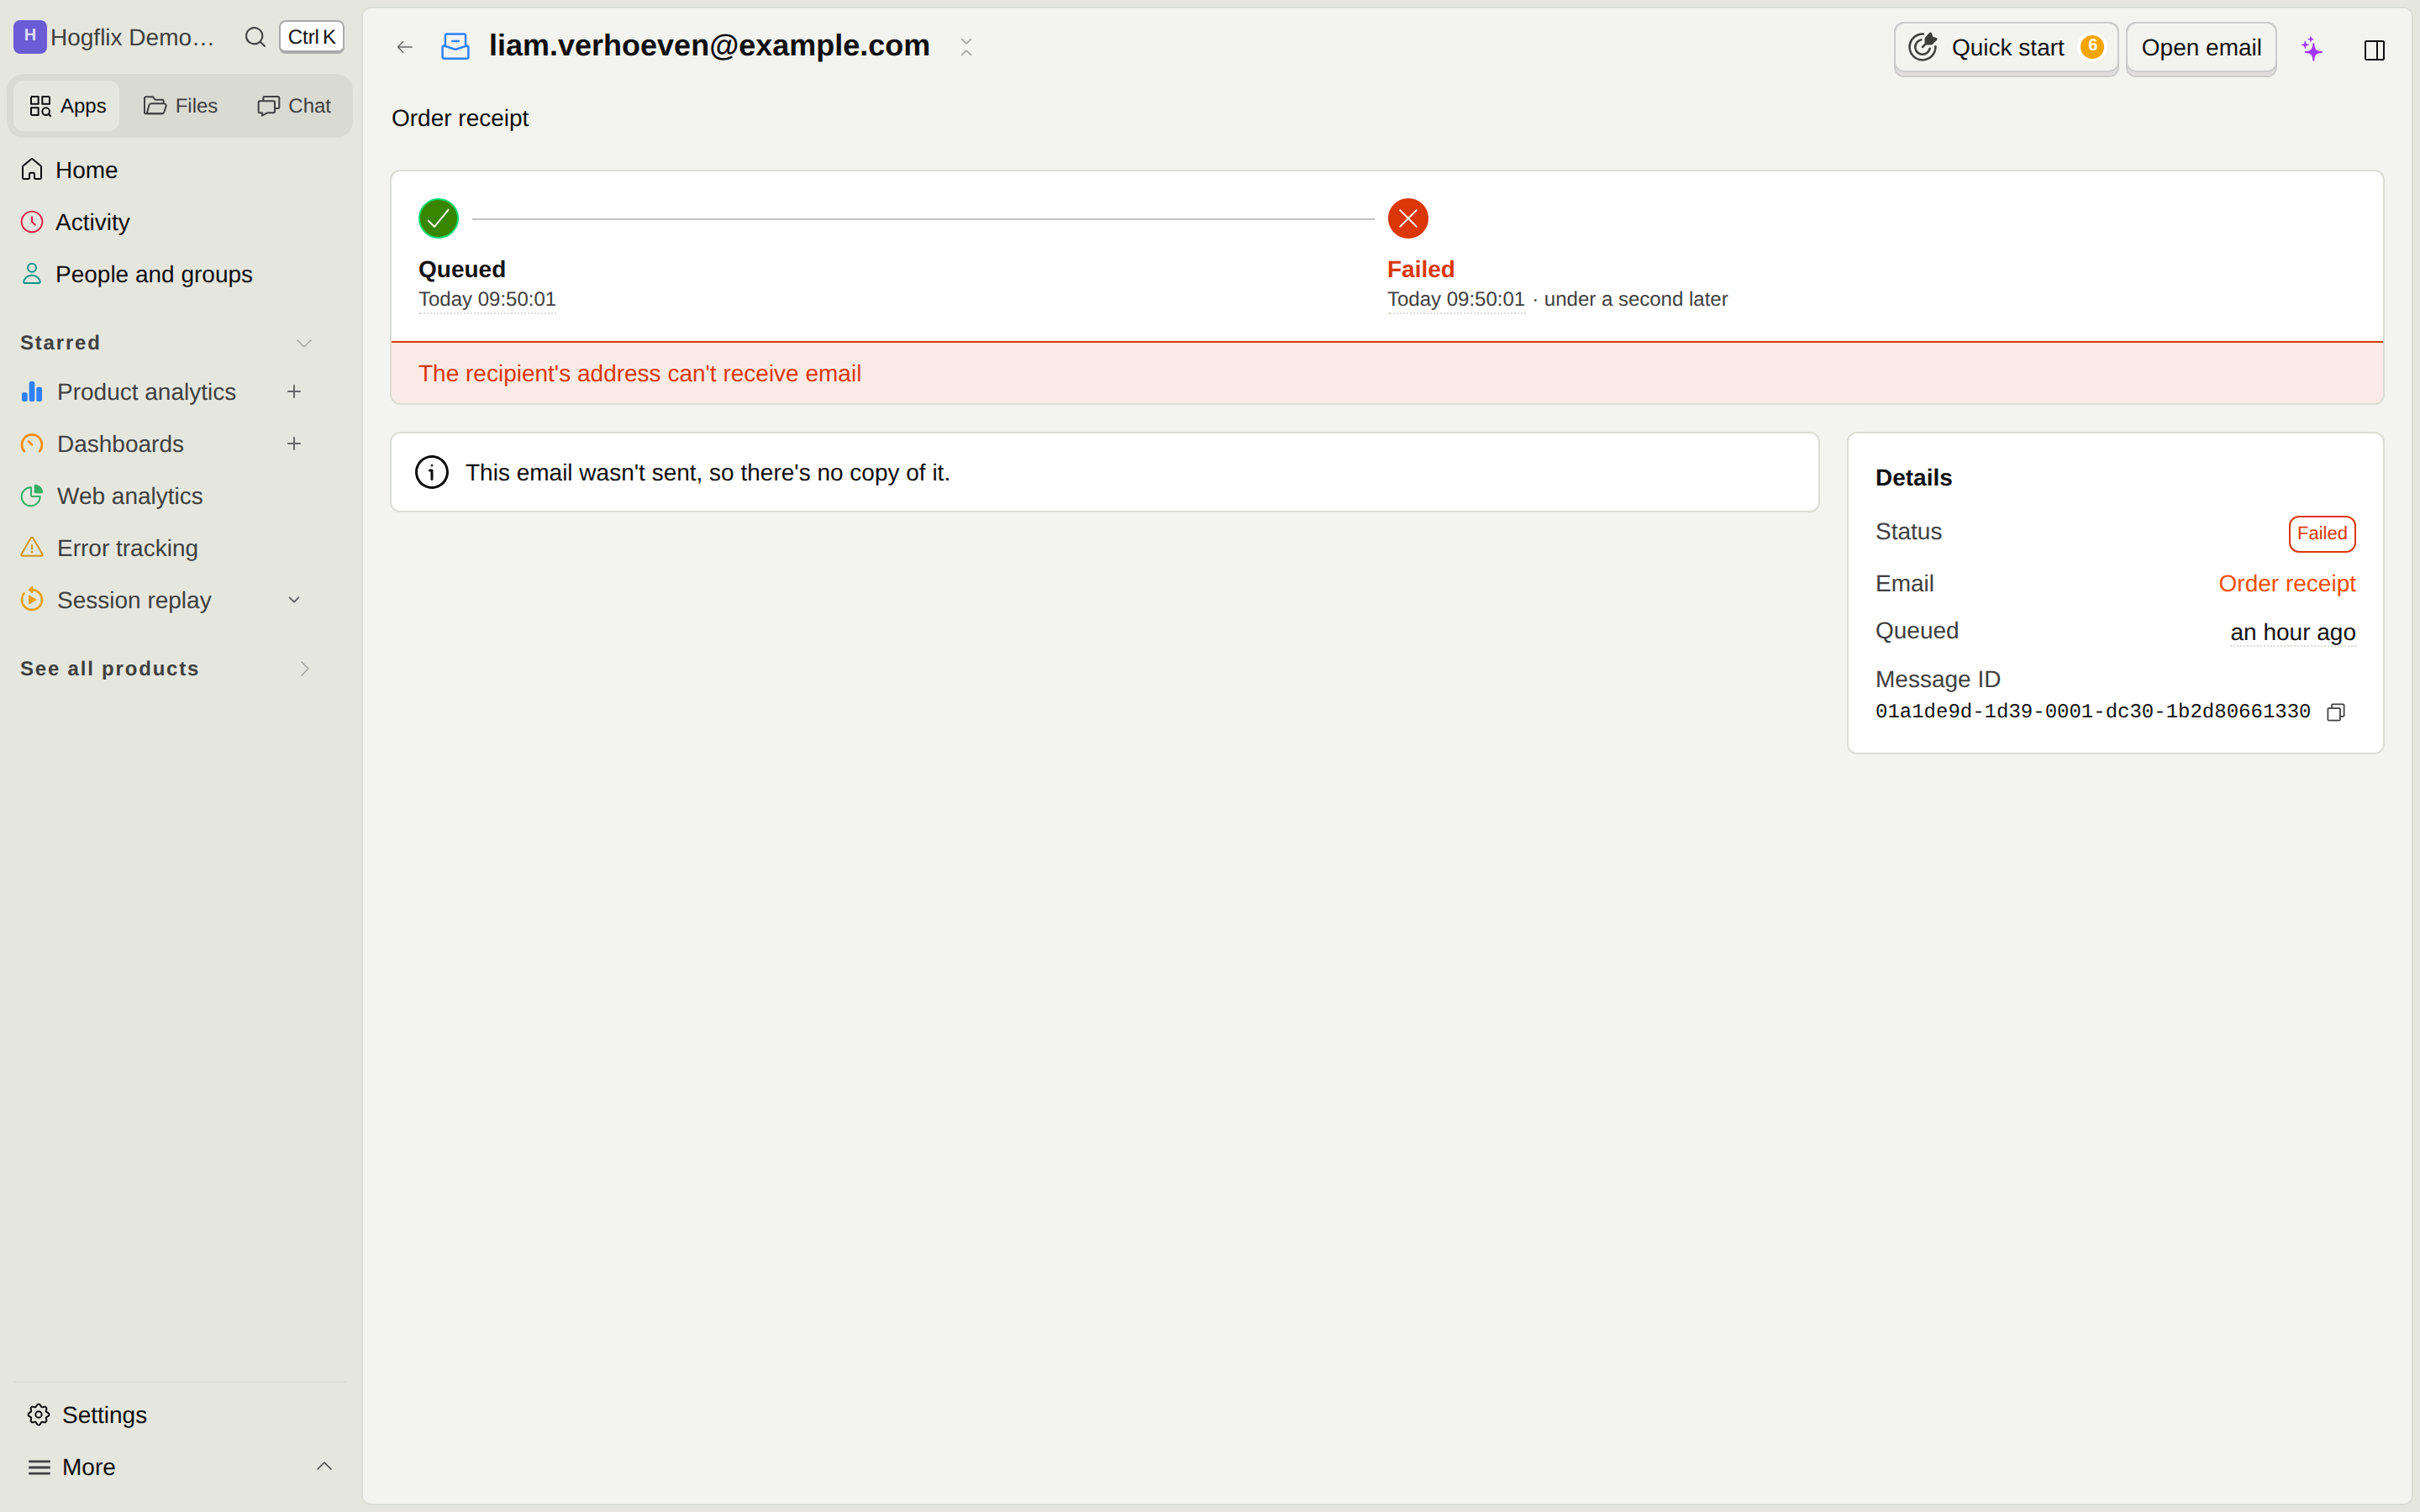 H Hogflix Demo... Ctrl K
Apps Files Chat
Home
Activity
People and groups
Starred
Product analytics
Dashboards
Web analytics
Error tracking
Session replay
See all products
Settings
More
liam.verhoeven@example.com
Quick start 6 Open email
Order receipt
Queued
Today 09:50:01
Failed
Today 09:50:01 · under a second later
The recipient's address can't receive email
This email wasn't sent, so there's no copy of it.
Details
Status Failed
Email Order receipt
Queued an hour ago
Message ID
01a1de9d-1d39-0001-dc30-1b2d80661330